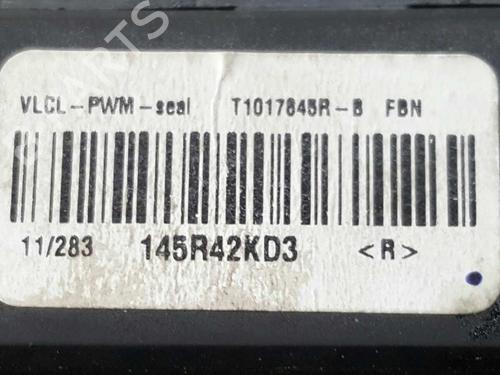 VLCL-PWM-seal T1017845R-B FBN
11/283 145R42KD3 <R>